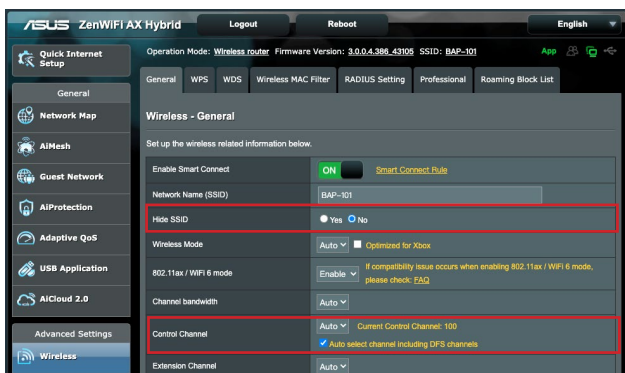 ASUS ZenWiFi AX Hybrid Logout Reboot English
Quick Internet Setup
Operation Mode: Wireless router Firmware Version: 3.0.0.4.386_43105 SSID: BAP-101 App
General WPS WDS Wireless MAC Filter RADIUS Setting Professional Roaming Block List
General
Network Map
AiMesh
Guest Network
AiProtection
Adaptive QoS
USB Application
AiCloud 2.0
Advanced Settings
Wireless
Wireless - General
Set up the wireless related information below.
Enable Smart Connect ON Smart Connect Rule
Network Name (SSID) BAP-101
Hide SSID Yes No
Wireless Mode Auto Optimized for Xbox
802.11ax / WiFi 6 mode Enable If compatibility issue occurs when enabling 802.11ax / WiFi 6 mode,
please check: FAQ
Channel bandwidth Auto
Control Channel Auto Current Control Channel: 100
Auto select channel including DFS channels
Extension Channel Auto